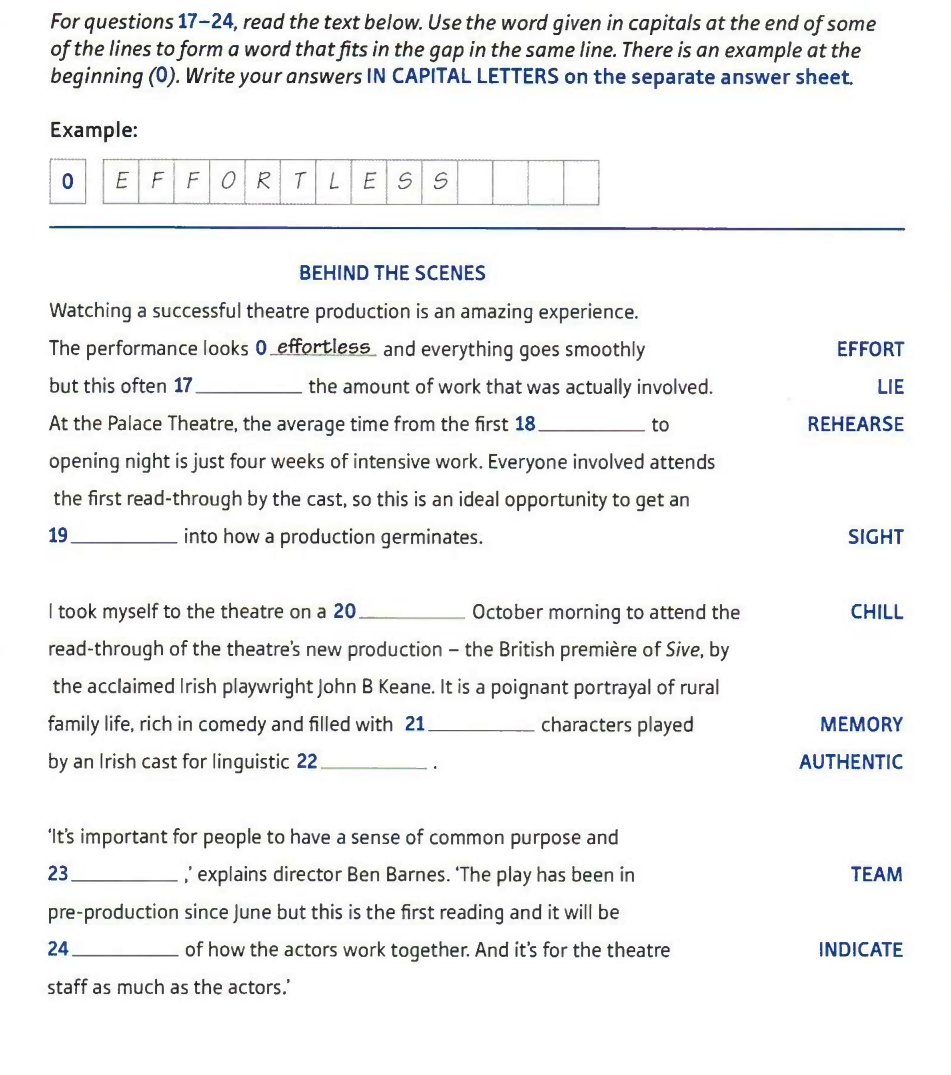 For questions 17–24, read the text below. Use the word given in capitals at the end of some
of the lines to form a word that fits in the gap in the same line. There is an example at the
beginning (0). Write your answers IN CAPITAL LETTERS on the separate answer sheet.
Example:
0 E F F O R T L E S S
BEHIND THE SCENES
Watching a successful theatre production is an amazing experience.
The performance looks 0 effortless and everything goes smoothly EFFORT
but this often 17 __________ the amount of work that was actually involved. LIE
At the Palace Theatre, the average time from the first 18 __________ to REHEARSE
opening night is just four weeks of intensive work. Everyone involved attends
the first read-through by the cast, so this is an ideal opportunity to get an
19 __________ into how a production germinates. SIGHT
I took myself to the theatre on a 20 __________ October morning to attend the CHILL
read-through of the theatre's new production – the British première of Sive, by
the acclaimed Irish playwright John B Keane. It is a poignant portrayal of rural
family life, rich in comedy and filled with 21 __________ characters played MEMORY
by an Irish cast for linguistic 22 __________ . AUTHENTIC
'It's important for people to have a sense of common purpose and
23 __________ ,' explains director Ben Barnes. 'The play has been in TEAM
pre-production since June but this is the first reading and it will be
24 __________ of how the actors work together. And it's for the theatre INDICATE
staff as much as the actors.'